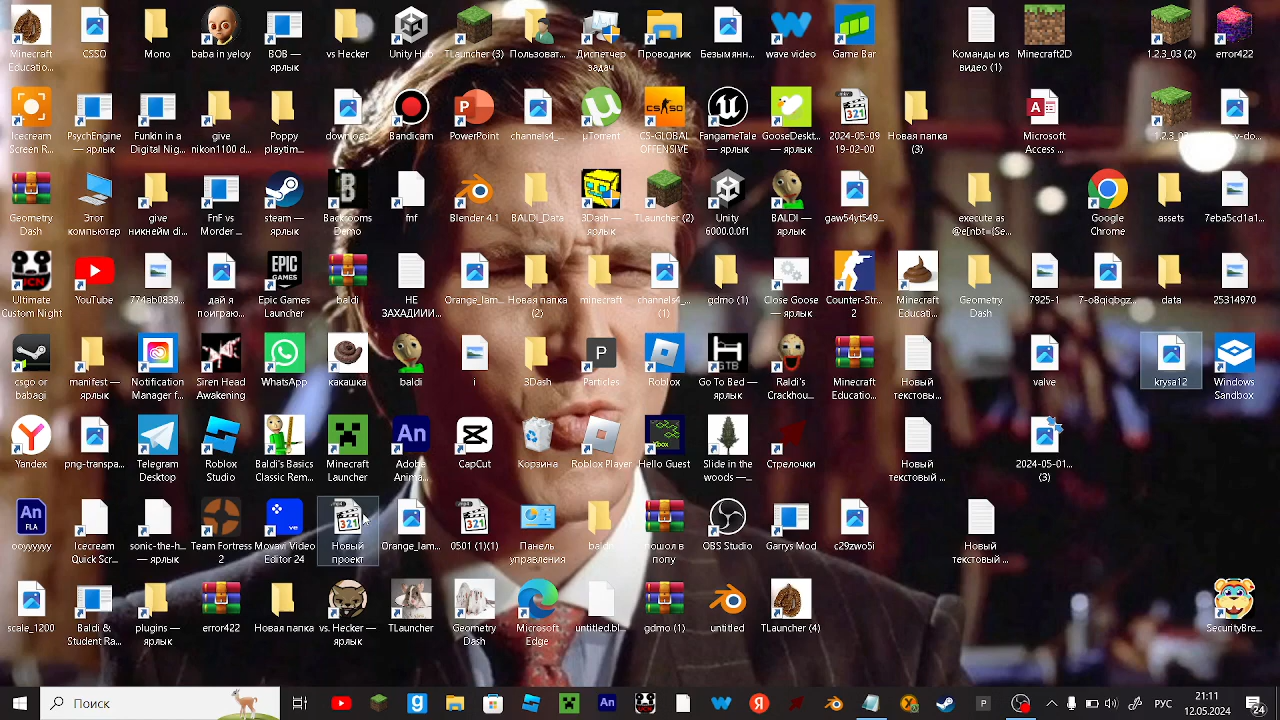 Minecraft Educatio...
CSSO
Mono
baba in yeloy
BOB — ярлык
vs Hecker
Unity Hub
TLauncher (3)
Пользоват...
Диспетчер задач
Проводник
Безымянн...
wave video
Game Bar
Команды из видео (1)
Minecraft2D
1.2.3_03 (2)
error422
Icecream Screen R...
PsychEngine — ярлык
Funkin in a Digital Nig...
give nikon1100 d...
Poppy playtim...
download
Bandicam
PowerPoint
channels4_...
µTorrent
CS-GLOBAL OFFENSIVE
FangameTale — ярлык
GooseDeskt... — ярлык
2024-05-09 19-02-00
Новая папка (3)
Microsoft Access ...
Geometry Dash
Этот компьютер
give никнейм di...
FnF vs Morder ...
steam — ярлык
Backrooms Demo
fnf
Blender 4.1
BALDI_Data
3Dash — ярлык
TLauncher (2)
Unity 6000.0.0f1
BALDI — ярлык
gaw54yt549...
execute as @e[nbt={Se...
Google Chrome
assets
7eba5cd1af...
Ultimate Custom Night
YouTube
774ab0839...
дай я поиграю...
Epic Games Launcher
baldi
НЕ ЗАХАДИИИ...
Orange_lam...
Новая папка (2)
minecraft
channels4_... (1)
gdmo (1)
Close Goose — ярлык
Counter-Str... 2
Minecraft Educati...
Geometry Dash
7925-1
data
25314970
csgo or babagi
manifest — ярлык
Notification Manager
Siren Head Awakening
WhatsApp
какашка
baldi
i
3Dash
Particles
Roblox
Go To Bed — ярлык
Raldi's Crackhou...
Minecraft Educatio...
Новый текстовы...
valve
krysa12
Windows Sandbox
Yandex
png-transpa...
Telegram Desktop
Roblox Studio
Baldi's Basics Classic Rem...
Minecraft Launcher
Adobe Anima...
CapCut
Корзина
Roblox Player
Hello Guest
Slide in the woods —...
Стрелочки
Новый текстовый ...
2024-05-01... (3)
ooyyyyyy
Icecream Quick Scr...
sonic-the-h... — ярлык
Team Fortress 2
Movavi Video Editor 24
Новый проект
Orange_lam...
0501 (1)(1)
Панель управления
baldi
пошол в попу
OBS Studio
Garrys Mod
c29zwo5i
Новый текстовый ...
scale_1200
Baldi & Student Ra...
plugins — ярлык
error422
Новая папка
vs. Hecker — ярлык
TLauncher
Geometry Dash
Microsoft Edge
untitled.bl...
gdmo (1)
untitled
TLauncher (4)
SecurityBre...
Поиск
РУС
21:11
12.05.2024